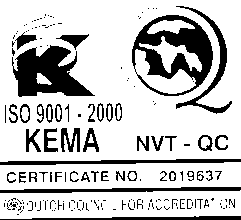 ISO 9001 - 2000
KEMA NVT - QC
CERTIFICATE NO. 2019637
DUTCH COUNCIL FOR ACCREDITATION